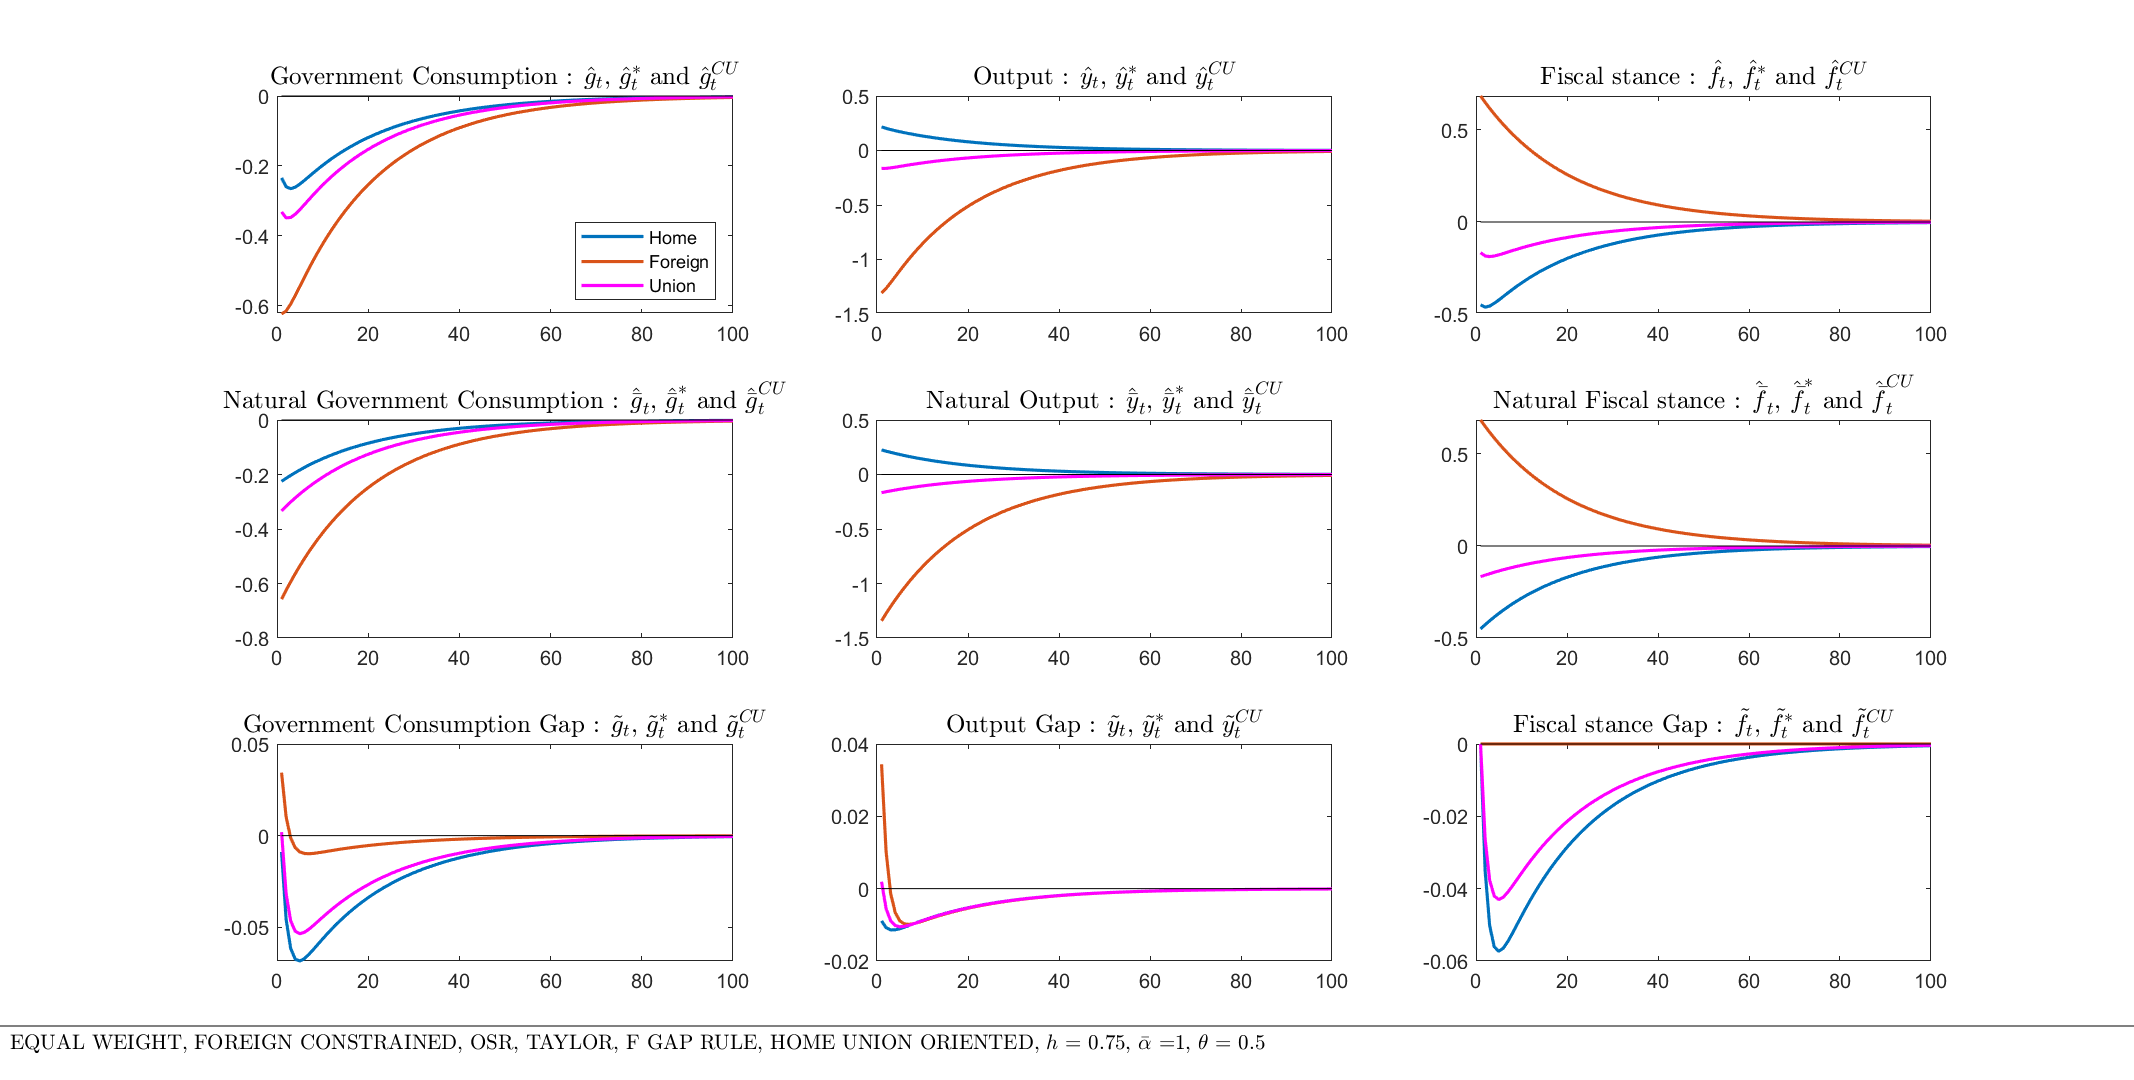 Government Consumption : ĝₜ, ĝₜ* and ĝₜᶜᵁ
0
-0.2
-0.4
-0.6
0 20 40 60 80 100
Home
Foreign
Union
Output : ŷₜ, ŷₜ* and ŷₜᶜᵁ
0.5
0
-0.5
-1
-1.5
0 20 40 60 80 100
Fiscal stance : f̂ₜ, f̂ₜ* and f̂ₜᶜᵁ
0.5
0
-0.5
0 20 40 60 80 100
Natural Government Consumption : ḡ̂ₜ, ḡ̂ₜ* and ḡ̂ₜᶜᵁ
0
-0.2
-0.4
-0.6
-0.8
0 20 40 60 80 100
Natural Output : ȳ̂ₜ, ȳ̂ₜ* and ȳ̂ₜᶜᵁ
0.5
0
-0.5
-1
-1.5
0 20 40 60 80 100
Natural Fiscal stance : f̄̂ₜ, f̄̂ₜ* and f̄̂ₜᶜᵁ
0.5
0
-0.5
0 20 40 60 80 100
Government Consumption Gap : g̃ₜ, g̃ₜ* and g̃ₜᶜᵁ
0.05
0
-0.05
0 20 40 60 80 100
Output Gap : ỹₜ, ỹₜ* and ỹₜᶜᵁ
0.04
0.02
0
-0.02
0 20 40 60 80 100
Fiscal stance Gap : f̃ₜ, f̃ₜ* and f̃ₜᶜᵁ
0
-0.02
-0.04
-0.06
0 20 40 60 80 100
EQUAL WEIGHT, FOREIGN CONSTRAINED, OSR, TAYLOR, F GAP RULE, HOME UNION ORIENTED, h = 0.75, ᾱ =1, θ = 0.5